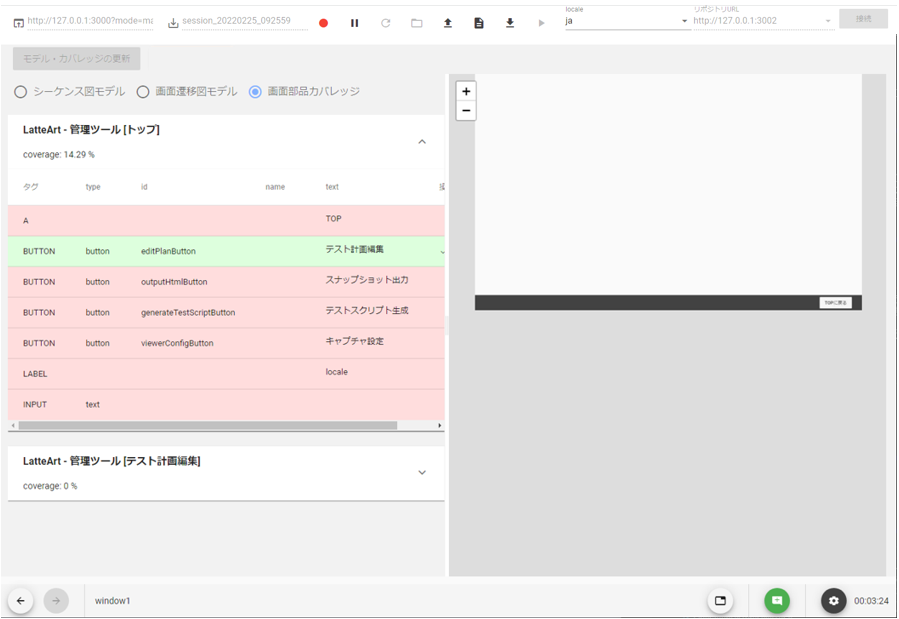 locale
リポジトリURL
http://127.0.0.1:3000?mode=ma
session_20220225_092559
ja
http://127.0.0.1:3002
接続
モデル・カバレッジの更新
シーケンス図モデル
画面遷移図モデル
画面部品カバレッジ
LatteArt - 管理ツール [トップ]
coverage: 14.29 %
タグ type id name text
A TOP
BUTTON button editPlanButton テスト計画編集
BUTTON button outputHtmlButton スナップショット出力
BUTTON button generateTestScriptButton テストスクリプト生成
BUTTON button viewerConfigButton キャプチャ設定
LABEL locale
INPUT text
LatteArt - 管理ツール [テスト計画編集]
coverage: 0 %
+
−
TOPに戻る
window1
00:03:24